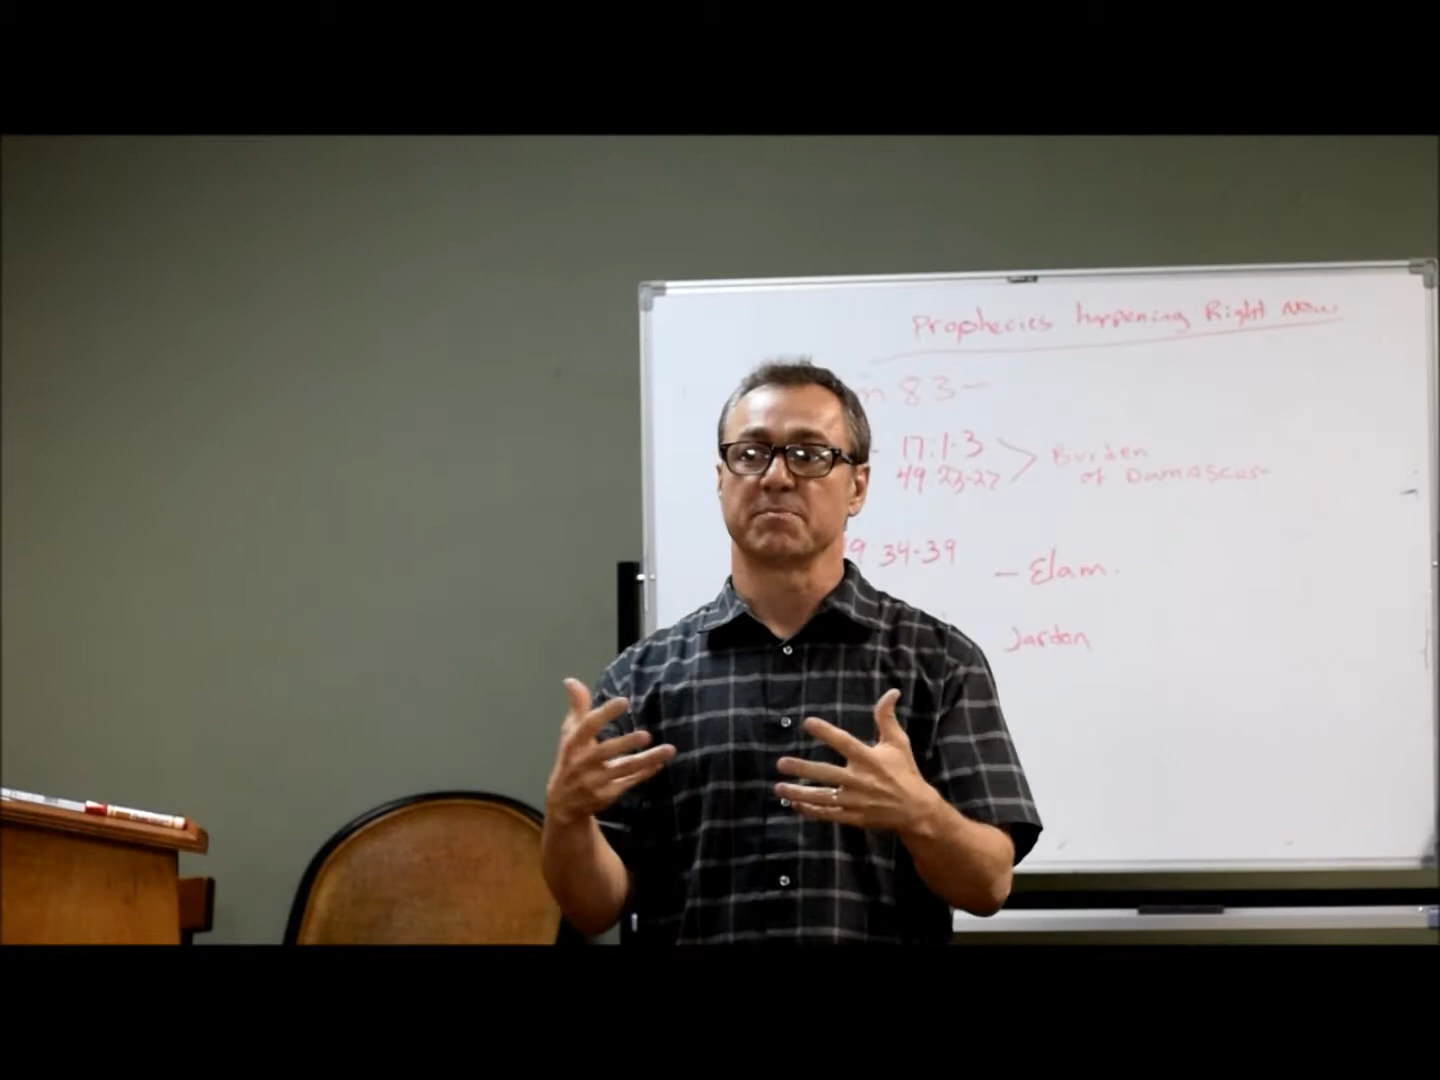 Prophecies happening Right Now
m 83-
17:1-3
49:23-27
Burden
of Damascus
9:34-39
- Elam.
Jordon